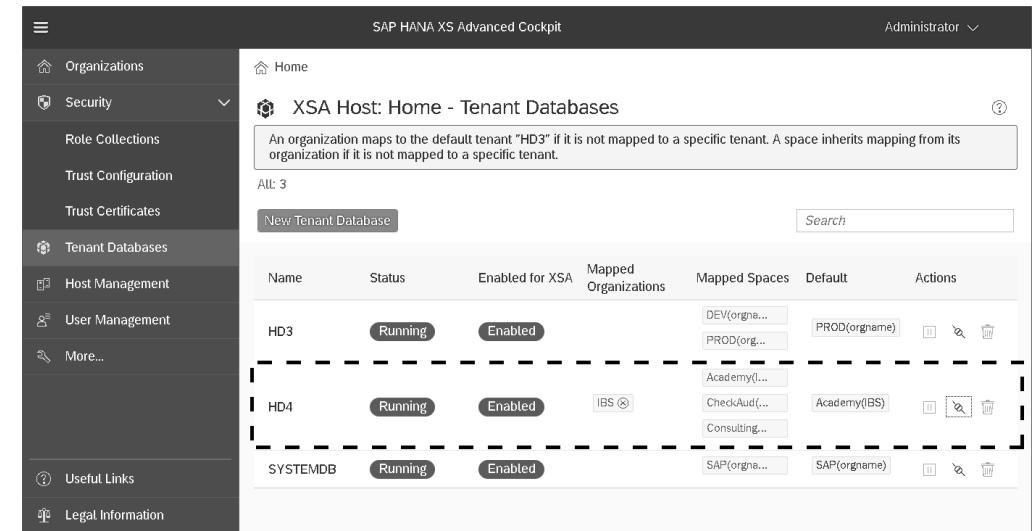 SAP HANA XS Advanced Cockpit
Administrator
Organizations
Security
Role Collections
Trust Configuration
Trust Certificates
Tenant Databases
Host Management
User Management
More...
Useful Links
Legal Information
Home
XSA Host: Home - Tenant Databases
An organization maps to the default tenant "HD3" if it is not mapped to a specific tenant. A space inherits mapping from its
organization if it is not mapped to a specific tenant.
All: 3
New Tenant Database
Search
Name Status Enabled for XSA Mapped Organizations Mapped Spaces Default Actions
HD3 Running Enabled DEV(orgna... PROD(org... PROD(orgname)
HD4 Running Enabled IBS Academy(I... CheckAud(... Consulting... Academy(IBS)
SYSTEMDB Running Enabled SAP(orgna... SAP(orgname)